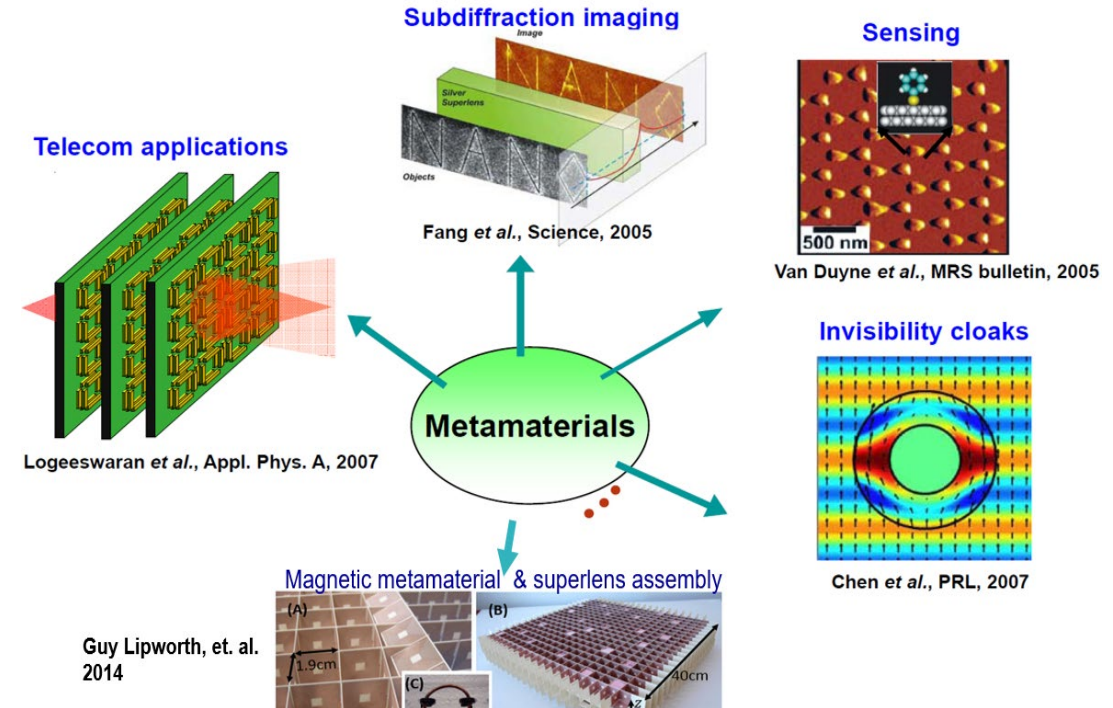 Subdiffraction imaging
Image
Silver
Superlens
NANO
NANO
Objects
Fang et al., Science, 2005
Sensing
500 nm
Van Duyne et al., MRS bulletin, 2005
Telecom applications
Logeeswaran et al., Appl. Phys. A, 2007
Metamaterials
Invisibility cloaks
Chen et al., PRL, 2007
Magnetic metamaterial & superlens assembly
(A)
1.9cm
(B)
40cm
z
(C)
Guy Lipworth, et. al.
2014